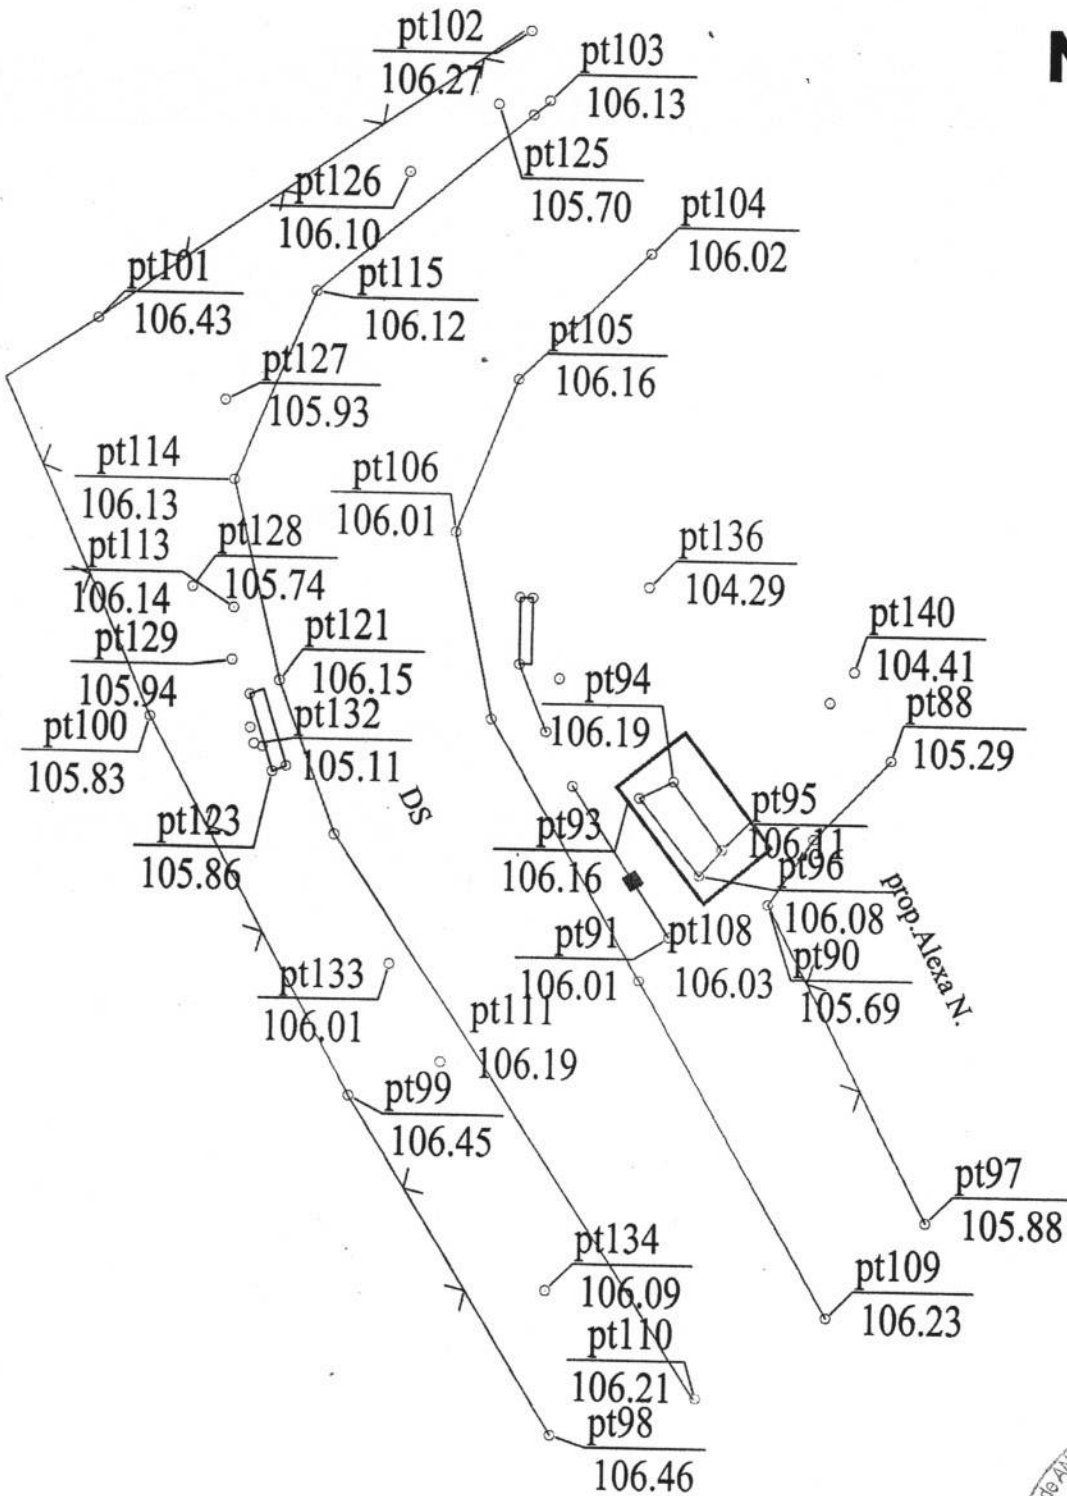 pt102
106.27
N
pt103
106.13
pt125
105.70
pt126
106.10
pt104
106.02
pt101
106.43
pt115
106.12
pt105
106.16
pt127
105.93
pt114
106.13
pt106
106.01
pt128
105.74
pt113
106.14
pt136
104.29
pt129
105.94
pt121
106.15
pt140
104.41
pt94
106.19
pt88
105.29
pt100
105.83
pt132
105.11
DS
pt123
105.86
pt93
106.16
pt95
106.11
pt96
106.08
prop.Alexa N.
pt91
106.01
pt108
106.03
pt90
105.69
pt133
106.01
pt111
106.19
pt99
106.45
pt97
105.88
pt134
106.09
pt109
106.23
pt110
106.21
pt98
106.46